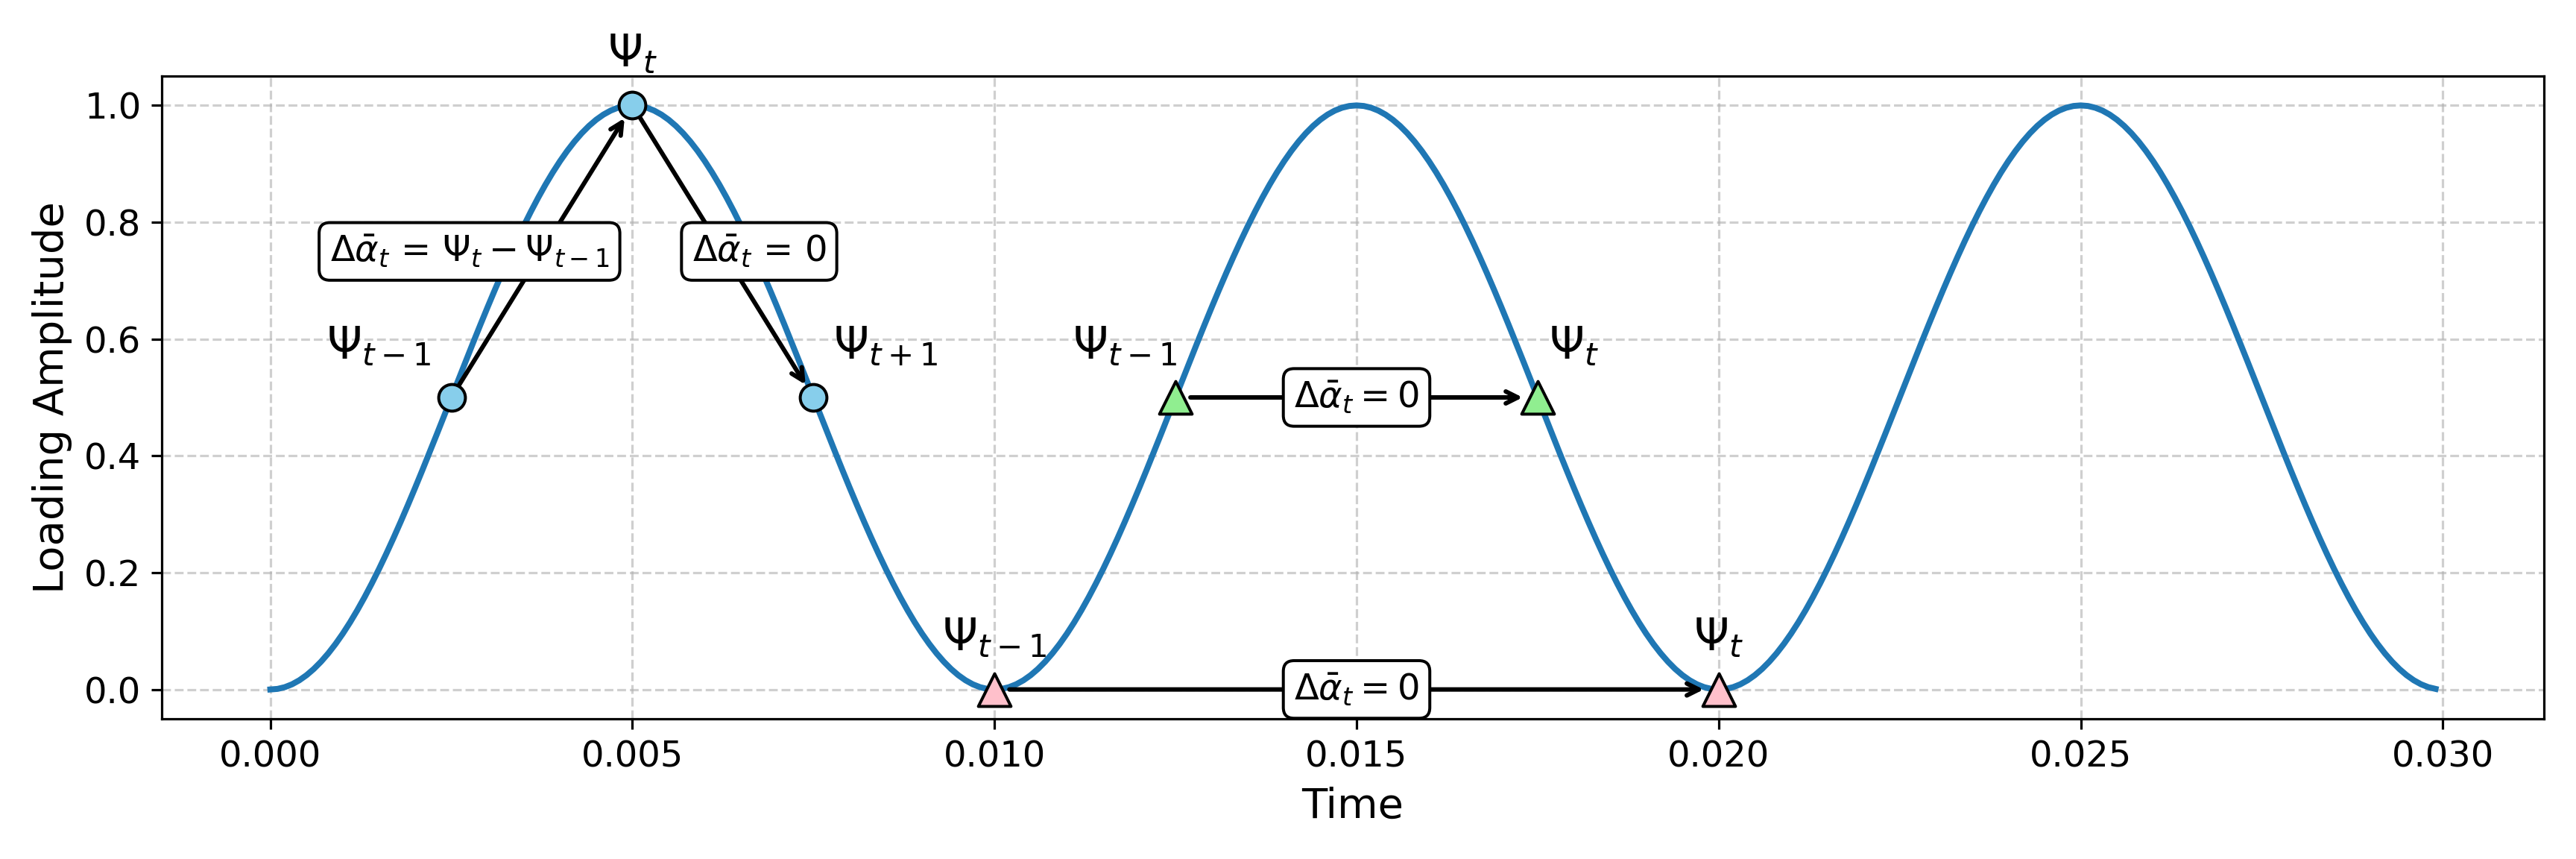 Ψ_t
1.0
0.8
Δᾱ_t = Ψ_t − Ψ_{t−1}
Δᾱ_t = 0
0.6
Ψ_{t−1}
Ψ_{t+1}
Ψ_{t−1}
Ψ_t
Δᾱ_t = 0
0.4
0.2
Ψ_{t−1}
Ψ_t
0.0
Δᾱ_t = 0
Loading Amplitude
0.000 0.005 0.010 0.015 0.020 0.025 0.030
Time